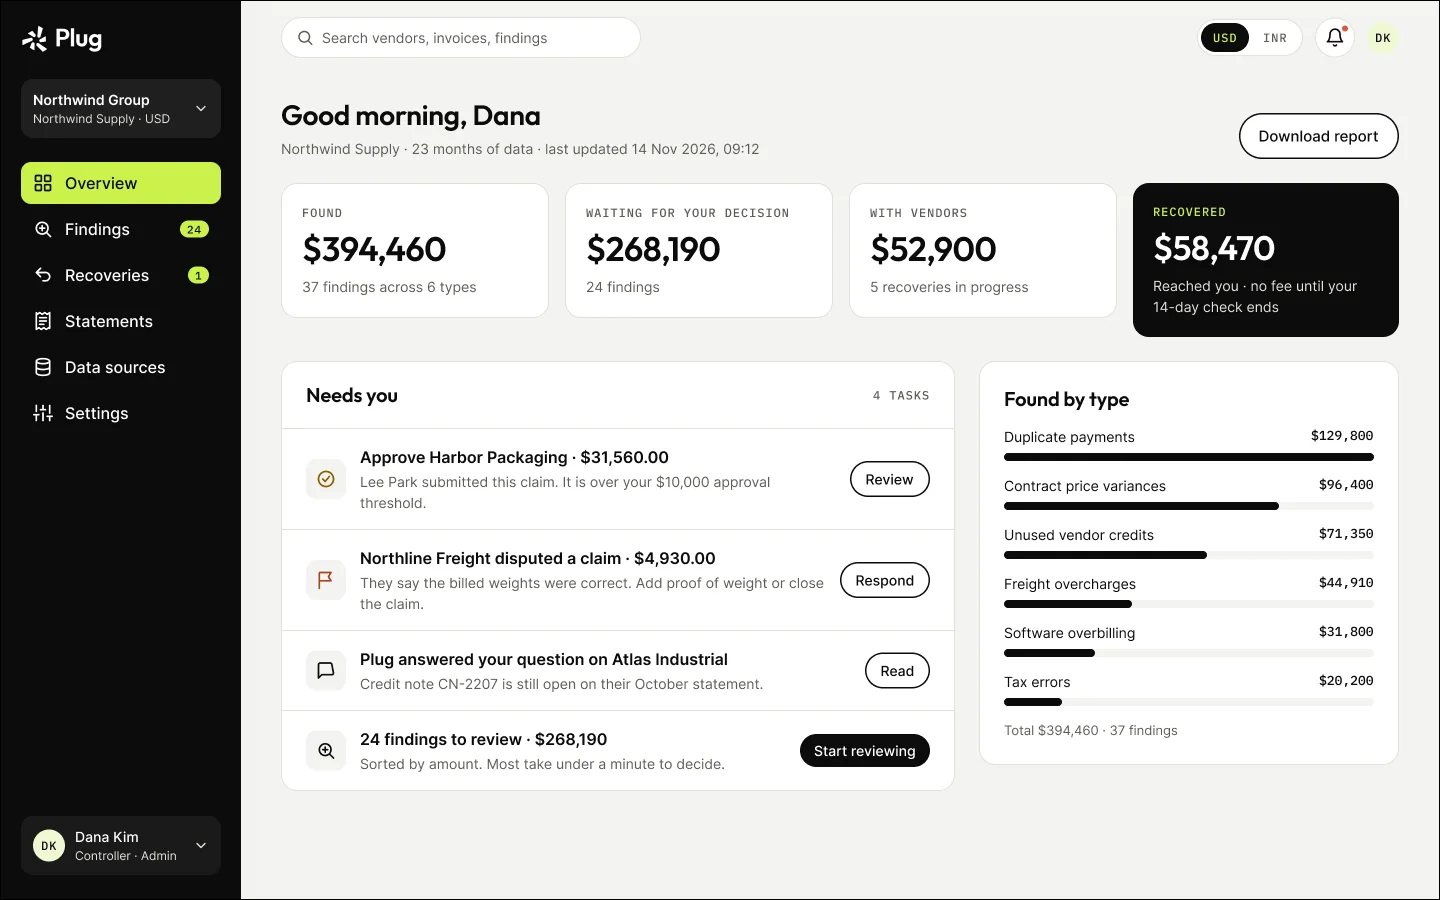 Plug
Northwind Group
Northwind Supply · USD
Overview
Findings 24
Recoveries 1
Statements
Data sources
Settings
DK
Dana Kim
Controller · Admin
Search vendors, invoices, findings
USD INR
DK
Good morning, Dana
Northwind Supply · 23 months of data · last updated 14 Nov 2026, 09:12
Download report
FOUND
$394,460
37 findings across 6 types
WAITING FOR YOUR DECISION
$268,190
24 findings
WITH VENDORS
$52,900
5 recoveries in progress
RECOVERED
$58,470
Reached you · no fee until your
14-day check ends
Needs you
4 TASKS
Approve Harbor Packaging · $31,560.00
Lee Park submitted this claim. It is over your $10,000 approval
threshold.
Review
Northline Freight disputed a claim · $4,930.00
They say the billed weights were correct. Add proof of weight or close
the claim.
Respond
Plug answered your question on Atlas Industrial
Credit note CN-2207 is still open on their October statement.
Read
24 findings to review · $268,190
Sorted by amount. Most take under a minute to decide.
Start reviewing
Found by type
Duplicate payments $129,800
Contract price variances $96,400
Unused vendor credits $71,350
Freight overcharges $44,910
Software overbilling $31,800
Tax errors $20,200
Total $394,460 · 37 findings